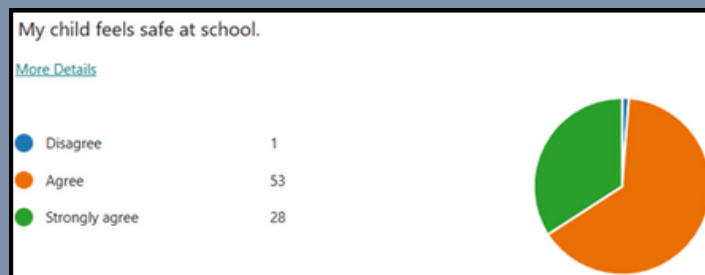 My child feels safe at school.
More Details
Disagree 1
Agree 53
Strongly agree 28